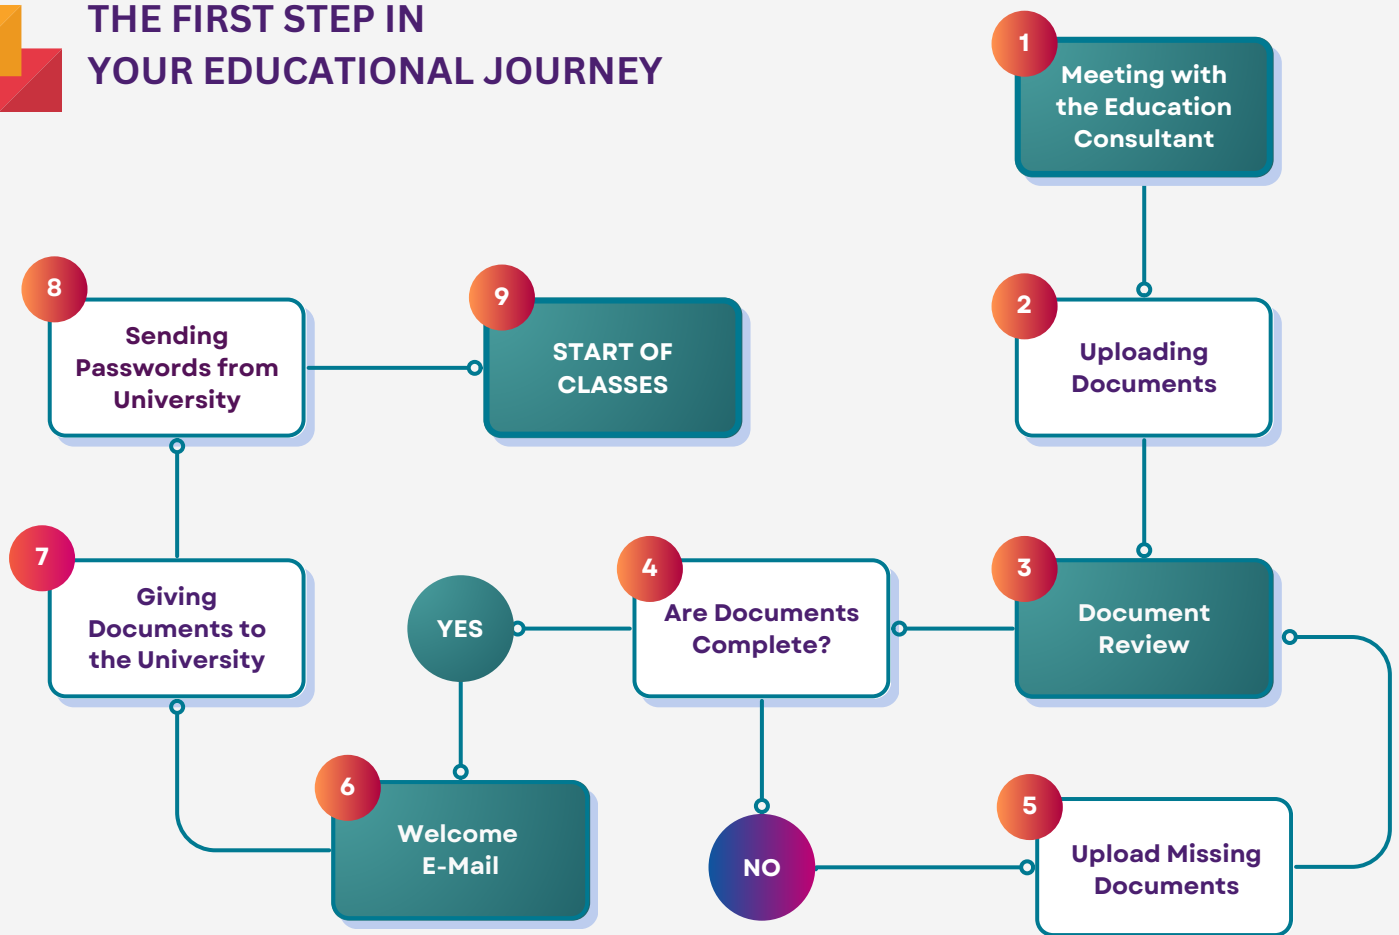 THE FIRST STEP IN
YOUR EDUCATIONAL JOURNEY
1
Meeting with
the Education
Consultant
2
Uploading
Documents
3
Document
Review
4
Are Documents
Complete?
YES
NO
5
Upload Missing
Documents
6
Welcome
E-Mail
7
Giving
Documents to
the University
8
Sending
Passwords from
University
9
START OF
CLASSES